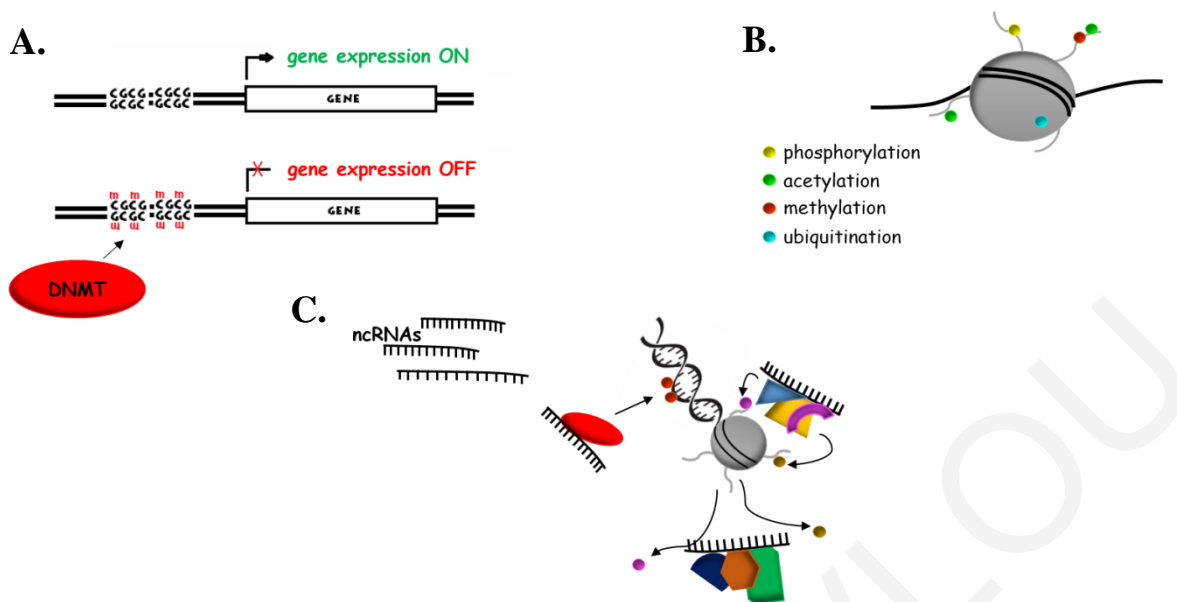 A.
gene expression ON
CGCG CGCG
GCGC GCGC
GENE
gene expression OFF
m m m m
CGCG CGCG
GCGC GCGC
m m m m
GENE
DNMT
B.
phosphorylation
acetylation
methylation
ubiquitination
C.
ncRNAs
LOU